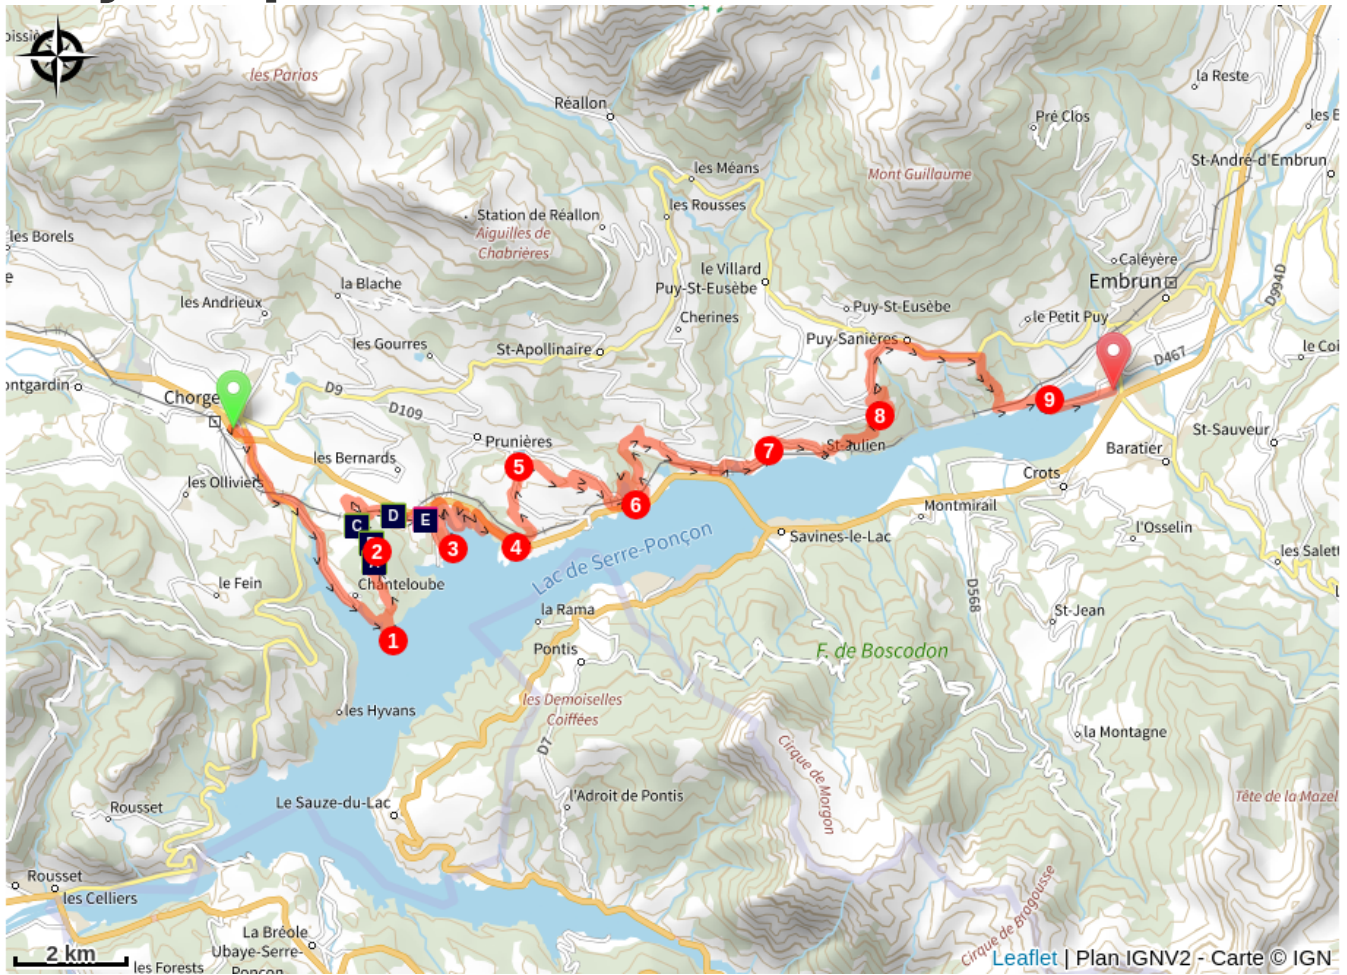 les Parias
la Reste
Réallon
Pré Clos
les B
St-André-d'Embrun
les Méans
Mont Guillaume
les Rousses
Station de Réallon
Aiguilles de
Chabrières
les Borels
Caléyère
le Villard
Puy-St-Eusèbe
Embrun
D994D
la Blache
les Andrieux
Puy-St-Eusèbe
Cherines
le Petit Puy
les Gourres
St-Apollinaire
Puy-Sanières
le Coi
D467
ontgardin
Chorge
D9
D109
8
9
St-Sauveur
Prunières
7
St-Julien
Baratier
les Bernards
5
Crots
les Olliviers
6
Montmirail
C
D
E
l'Osselin
2
3
4
Savines-le-Lac
Lac de Serre-Ponçon
les Salett
le Fein
Chanteloube
D568
la Rama
St-Jean
1
Pontis
F. de Boscodon
les Demoiselles
Coiffées
les Hyvans
D7
la Montagne
Cirque de Morgon
Le Sauze-du-Lac
l'Adroit de Pontis
Tête de la Mazel
Rousset
Rousset
les Celliers
Cirque de Bragousse
La Bréole
Ubaye-Serre-
Ponçon
2 km
les Forests
Leaflet | Plan IGNV2 - Carte © IGN